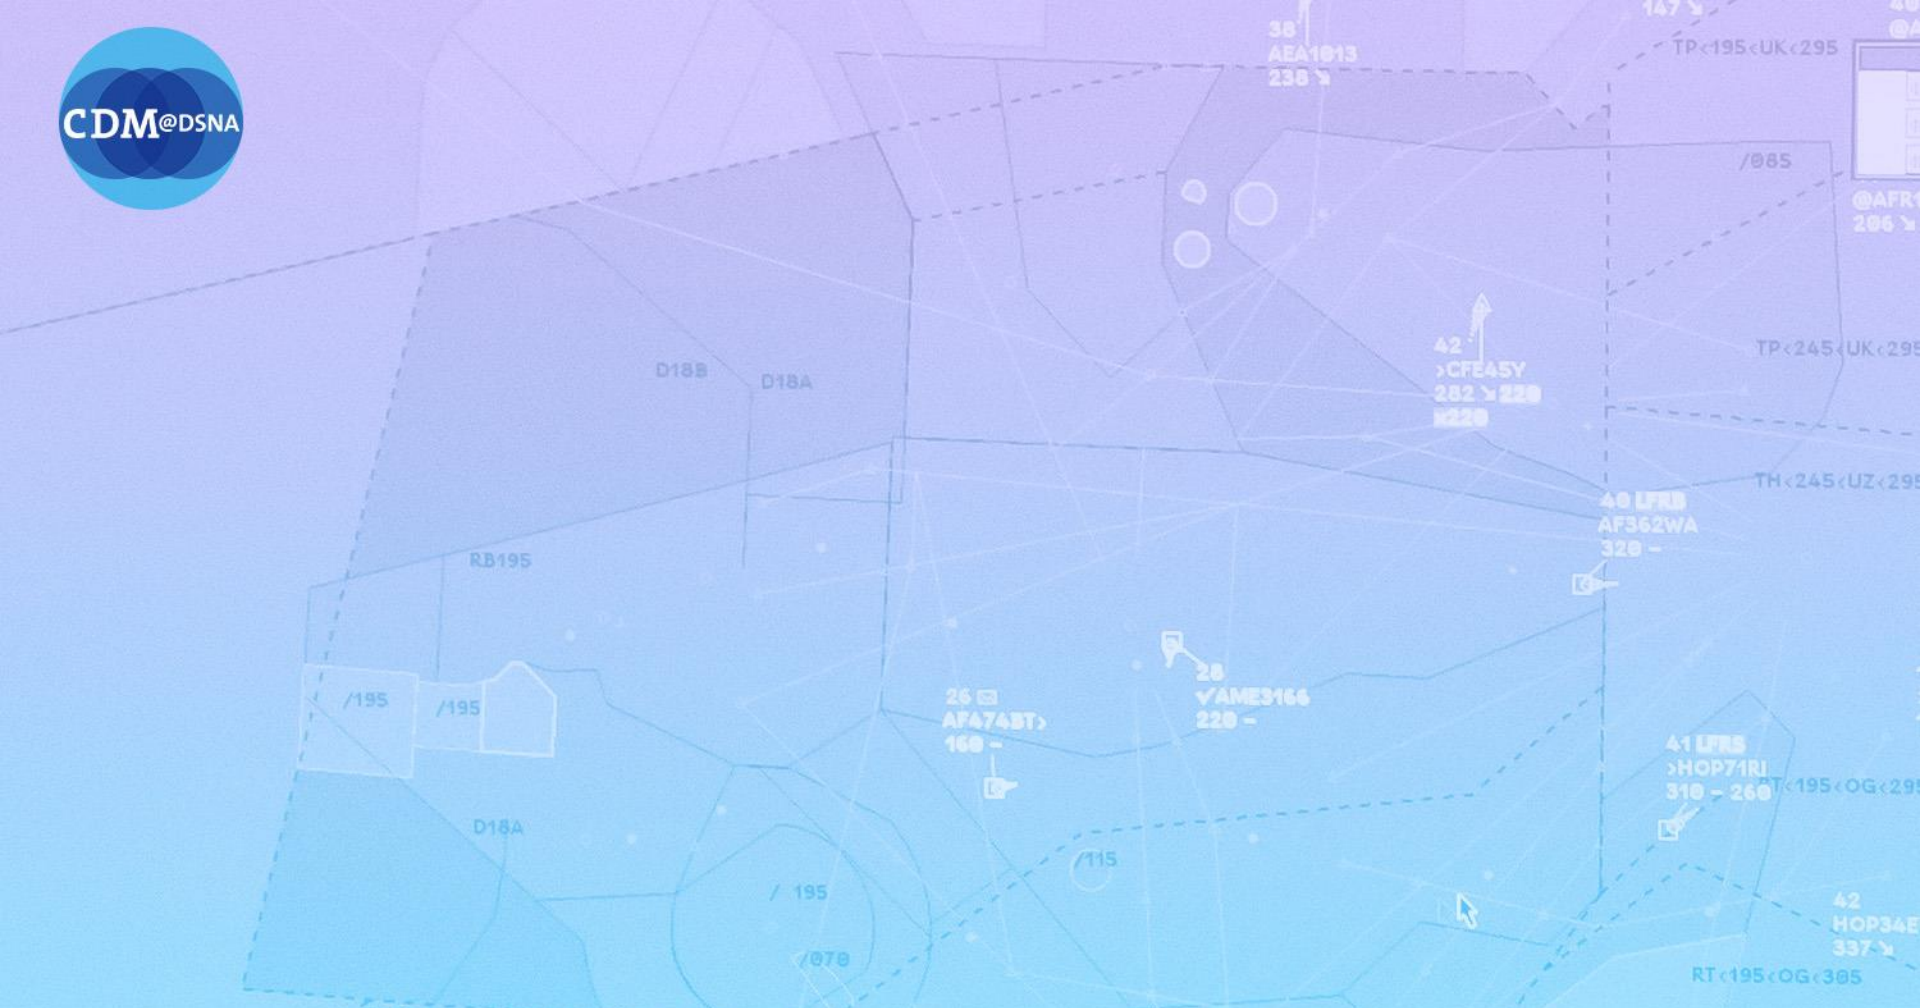 CDM@DSNA
38
AEA1013
238 ↘
147 ↘
TP<195<UK<295
/085
206 ↘
D18B
D18A
42
>CFE45Y
282 ↘ 220
220
TP<245<UK<295
TH<245<UZ<295
40 LFRB
AF362WA
320 -
RB195
/195
/195
26
AF474BT>
160 -
28
✓AME3166
220 -
41 LFRS
>HOP71RI
310 - 260
<195<OG<295
D18A
/115
/ 195
/070
42
HOP34E
337 ↘
RT<195<OG<305